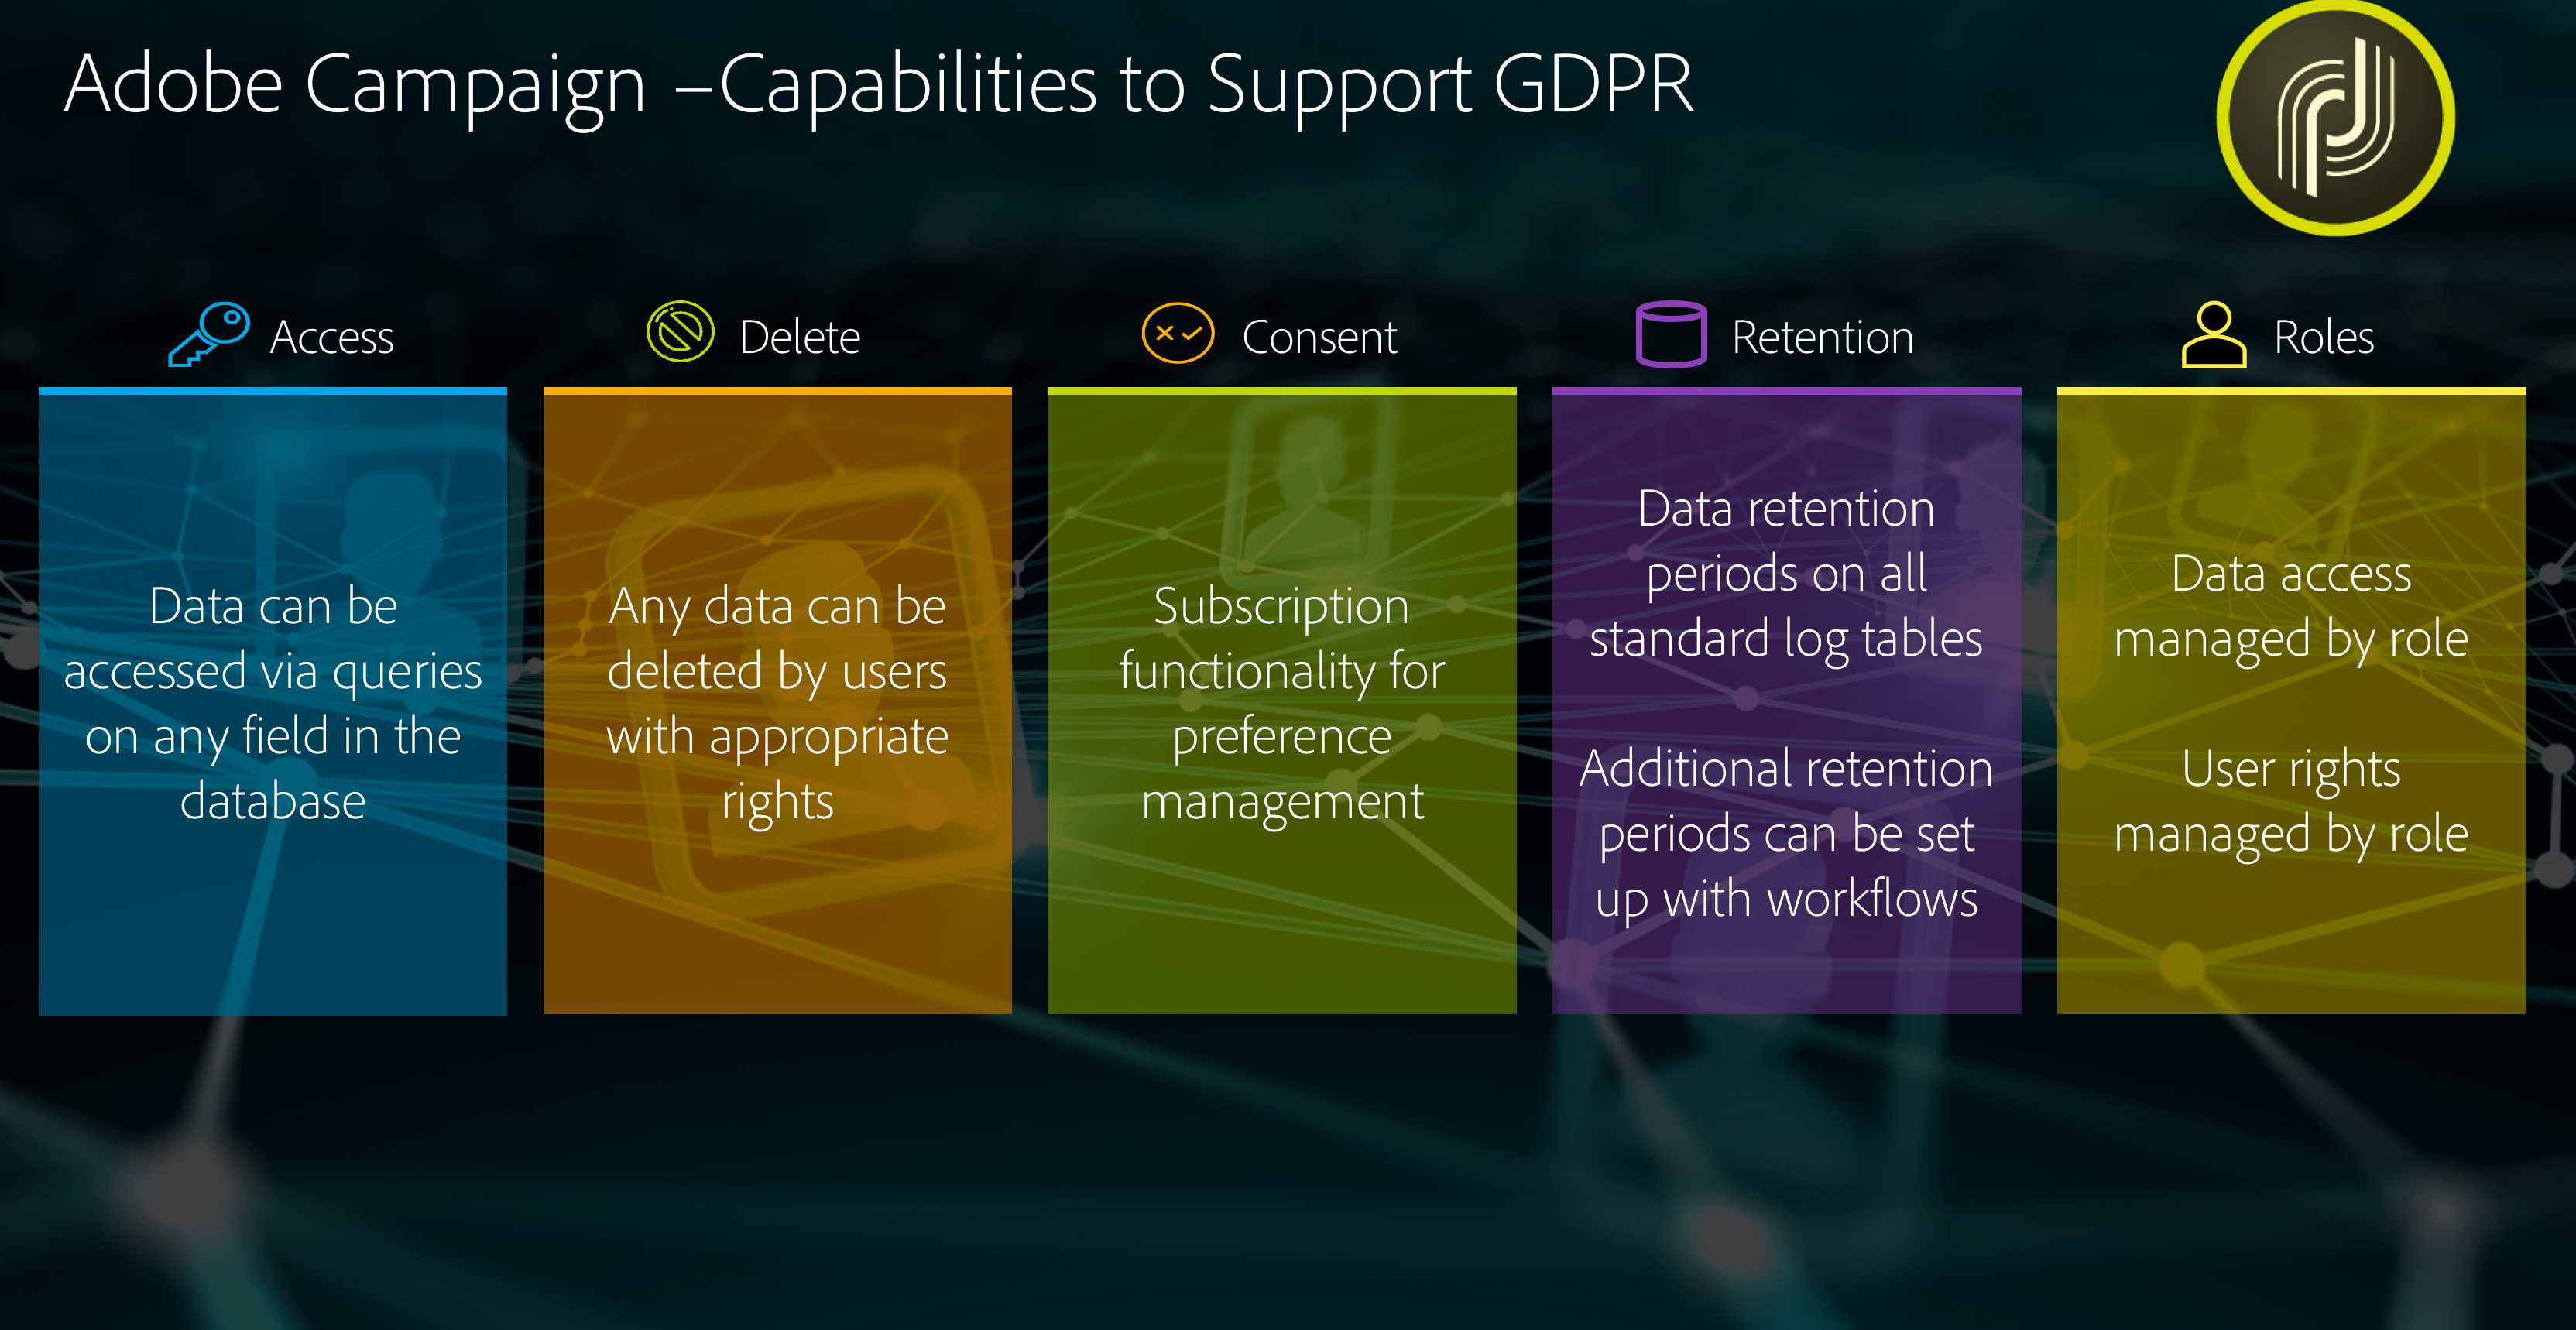 Adobe Campaign –Capabilities to Support GDPR
Access
Data can be
accessed via queries
on any field in the
database
Delete
Any data can be
deleted by users
with appropriate
rights
Consent
Subscription
functionality for
preference
management
Retention
Data retention
periods on all
standard log tables
Additional retention
periods can be set
up with workflows
Roles
Data access
managed by role
User rights
managed by role